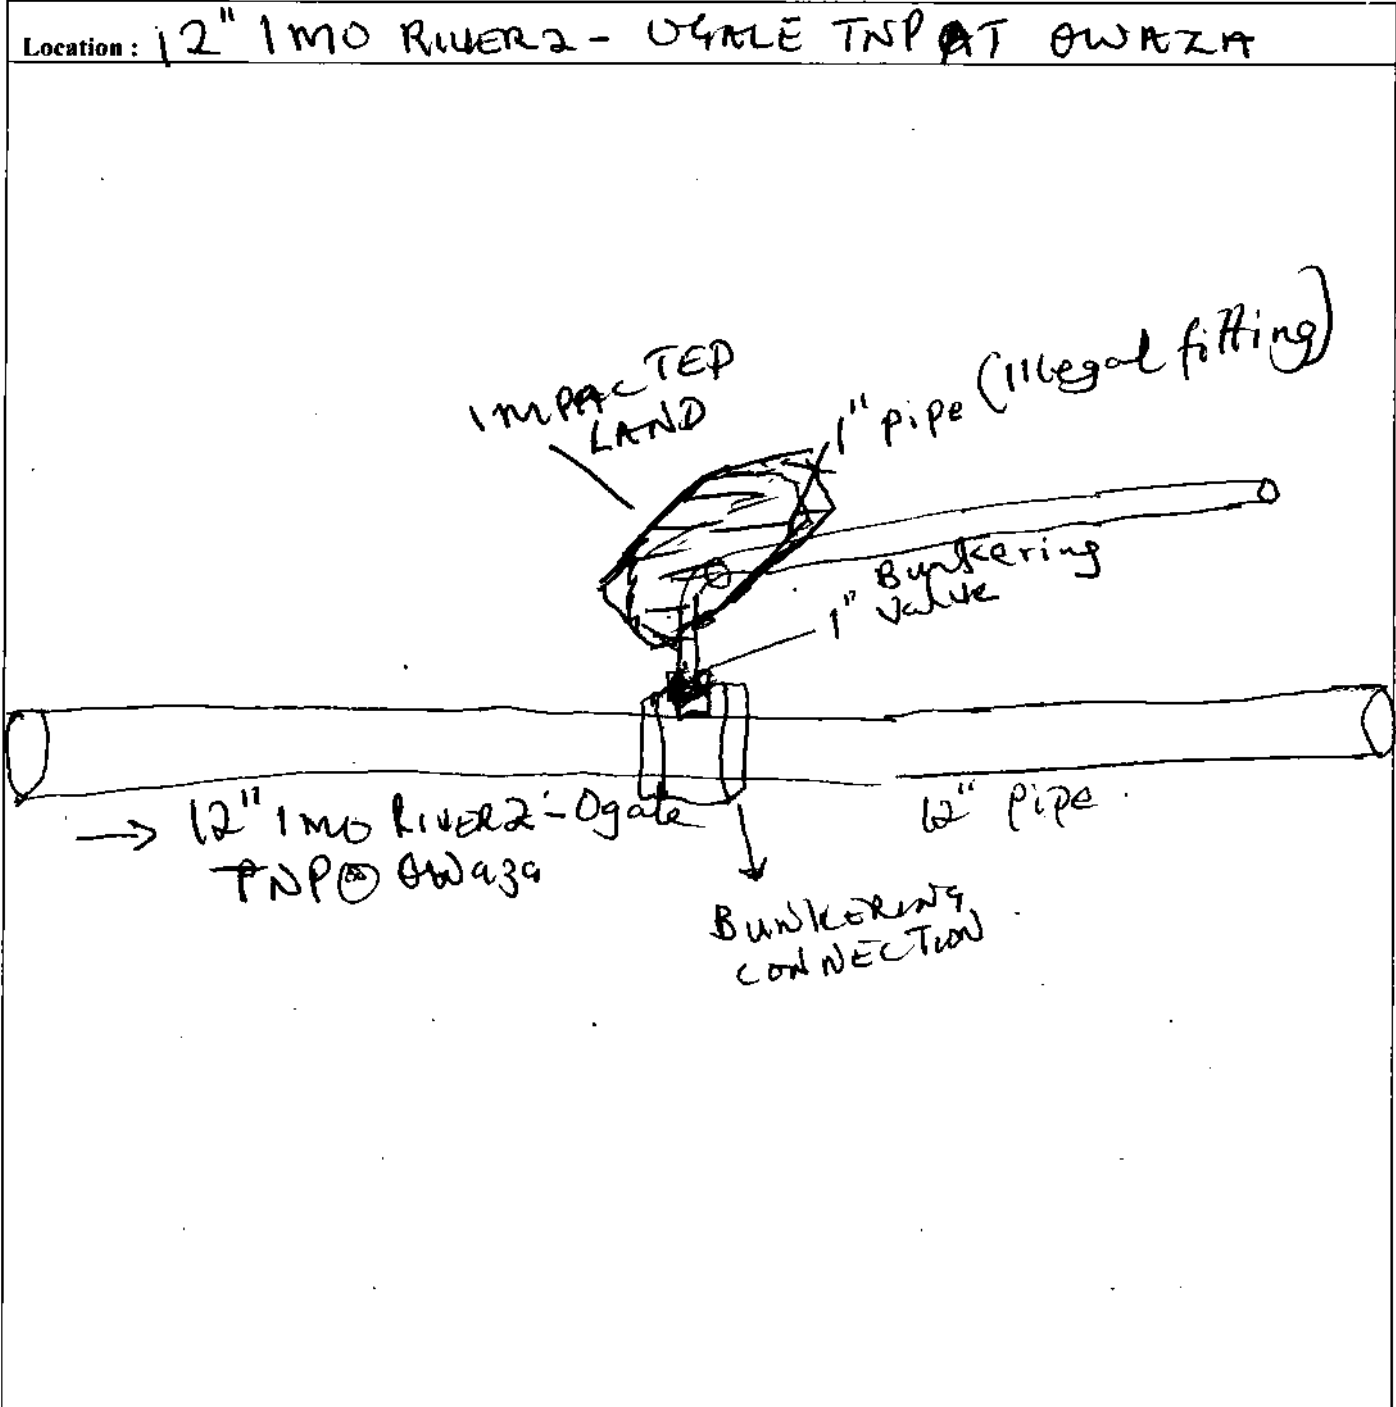 Location : 12" IMO RIVER2 - OGALE TNP AT OWAZA
IMPACTED
LAND
1" pipe (Illegal fitting)
1" Bunkering
valve
12" IMO RIVER2 - Ogale
TNP @ Owaza
12" pipe.
BUNKERING
CONNECTION